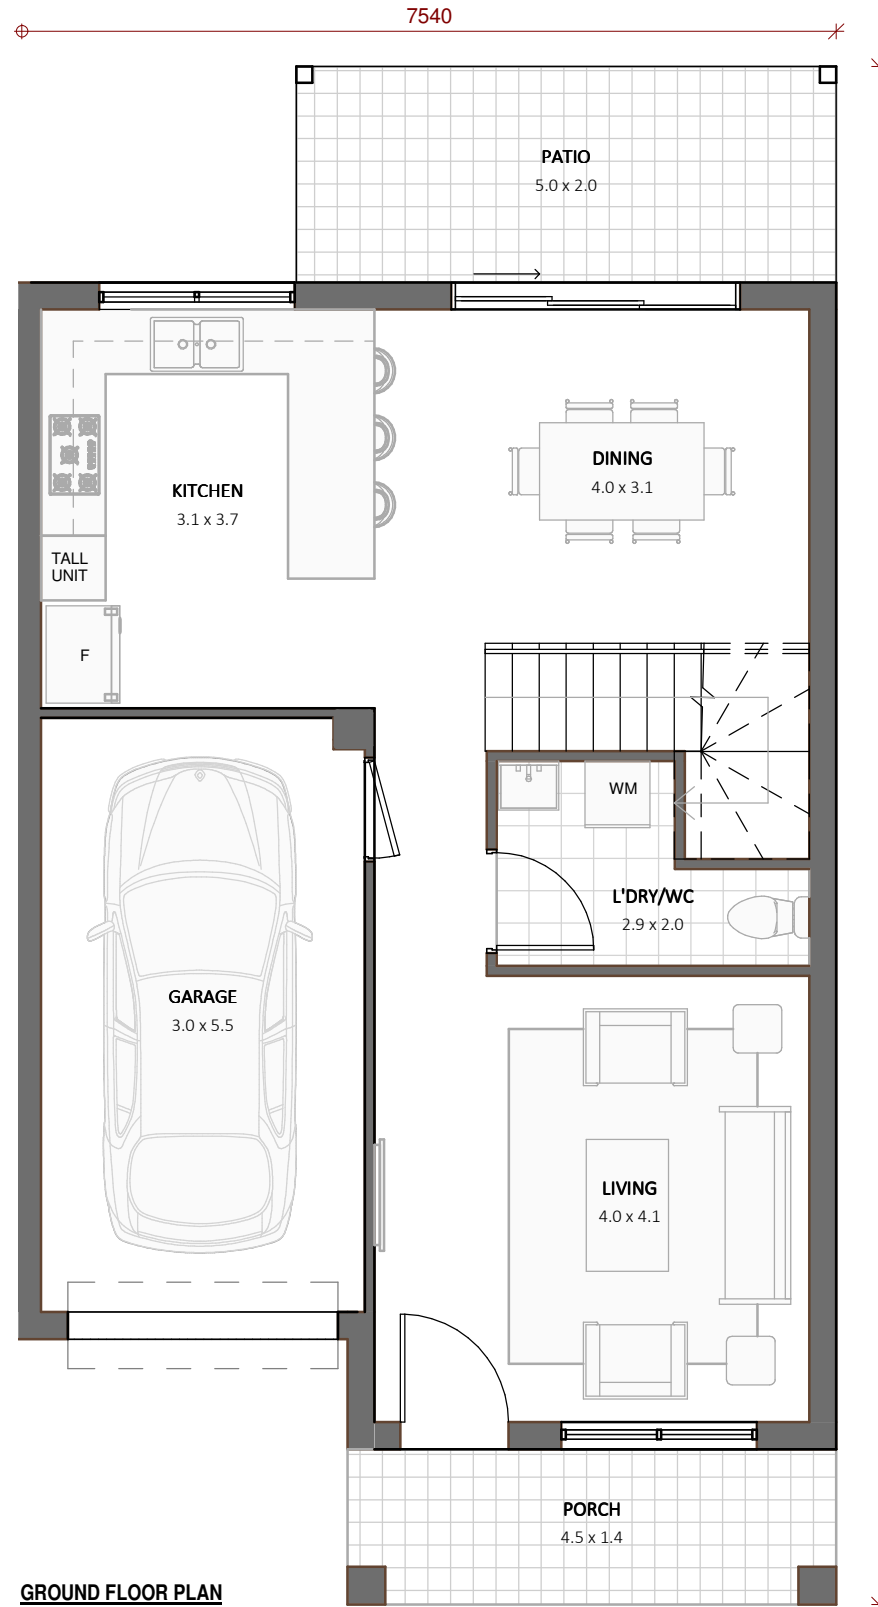 7540
PATIO
5.0 x 2.0
KITCHEN
3.1 x 3.7
DINING
4.0 x 3.1
TALL
UNIT
F
WM
L'DRY/WC
2.9 x 2.0
GARAGE
3.0 x 5.5
LIVING
4.0 x 4.1
PORCH
4.5 x 1.4
GROUND FLOOR PLAN